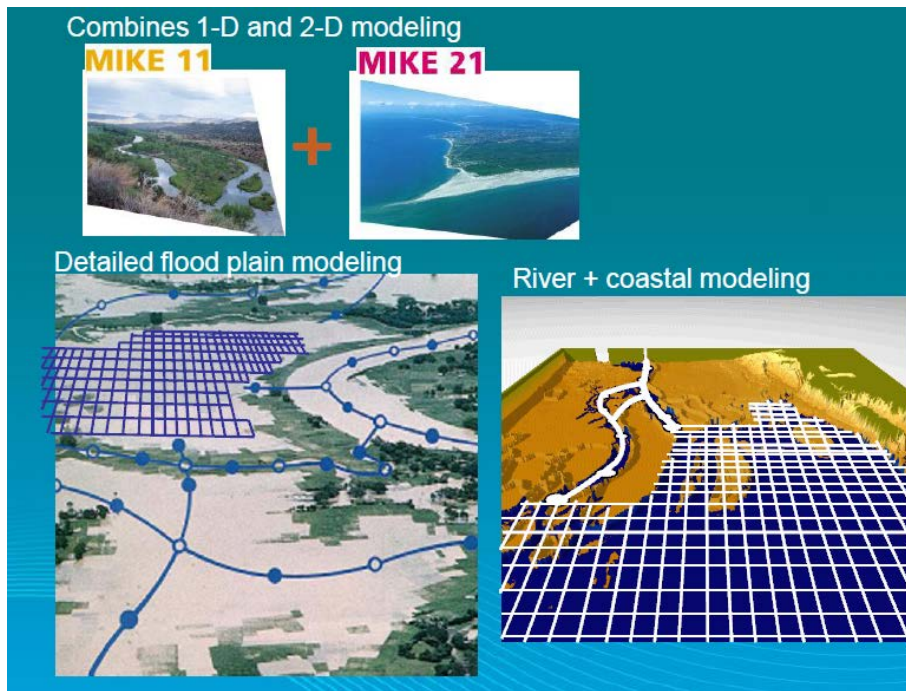 Combines 1-D and 2-D modeling
MIKE 11
MIKE 21
+
Detailed flood plain modeling
River + coastal modeling